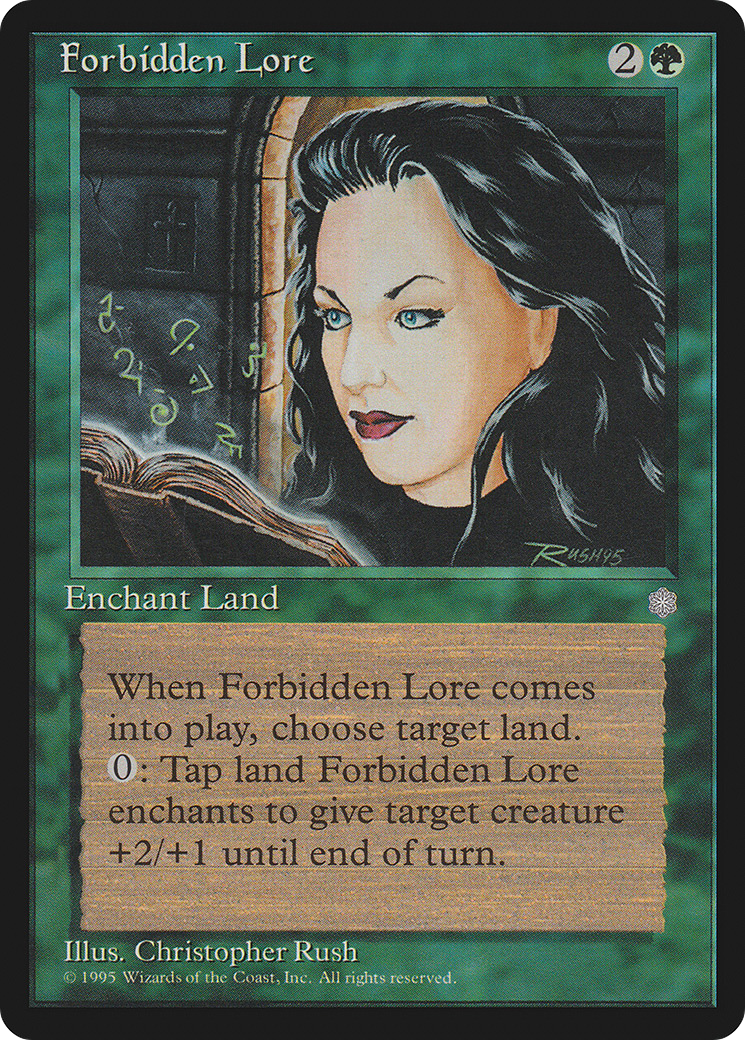 Forbidden Lore
2
RUSH95
Enchant Land
When Forbidden Lore comes
into play, choose target land.
0: Tap land Forbidden Lore
enchants to give target creature
+2/+1 until end of turn.
Illus. Christopher Rush
© 1995 Wizards of the Coast, Inc. All rights reserved.